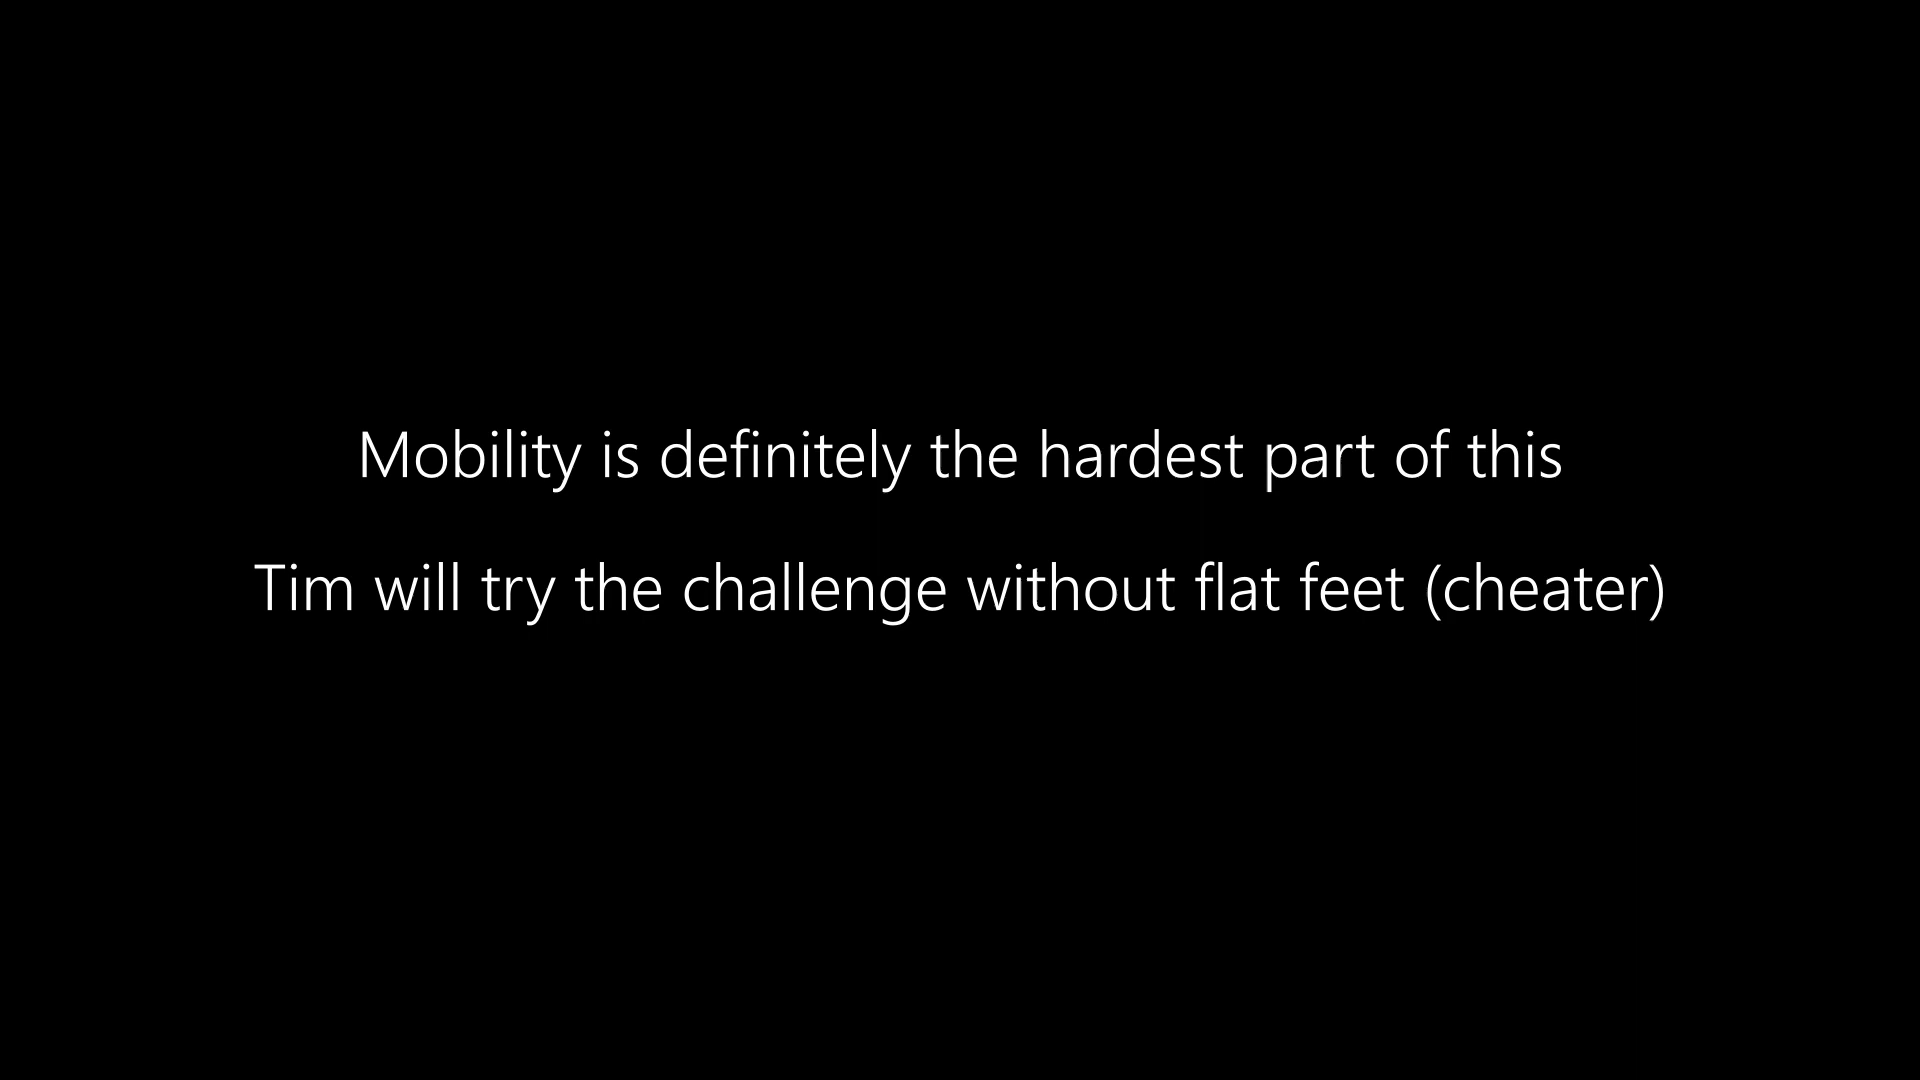 Mobility is definitely the hardest part of this
Tim will try the challenge without flat feet (cheater)